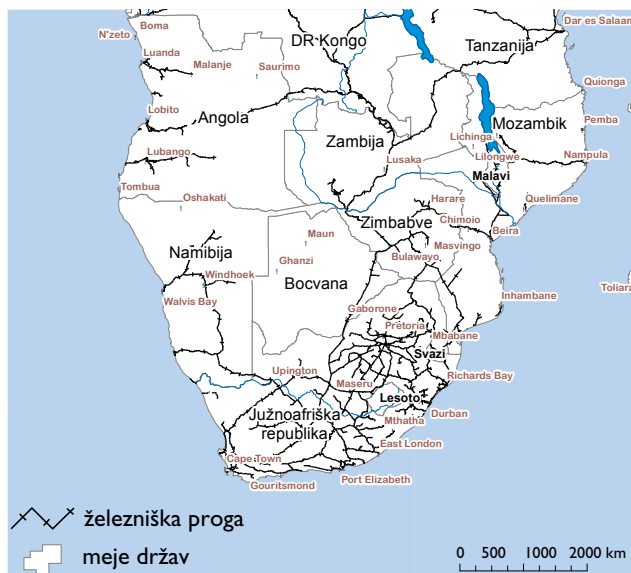 Boma
N'zeto
DR Kongo
Dar es Salaam
Tanzanija
Luanda
Malanje
Saurimo
Quionga
Lobito
Angola
Pemba
Mozambik
Zambija
Lichinga
Lubango
Lusaka
Lilongwe
Nampula
Malavi
Tombua
Oshakati
Harare
Quelimane
Zimbabve
Chimoio
Beira
Maun
Masvingo
Namibija
Ghanzi
Bulawayo
Windhoek
Bocvana
Toliara
Walvis Bay
Inhambane
Gaborone
Pretoria
Mbabane
Svazi
Upington
Maseru
Richards Bay
Lesoto
Južnoafriška
republika
Durban
Mthatha
East London
Cape Town
Port Elizabeth
Gouritsmond
železniška proga
meje držav
0 500 1000 2000 km